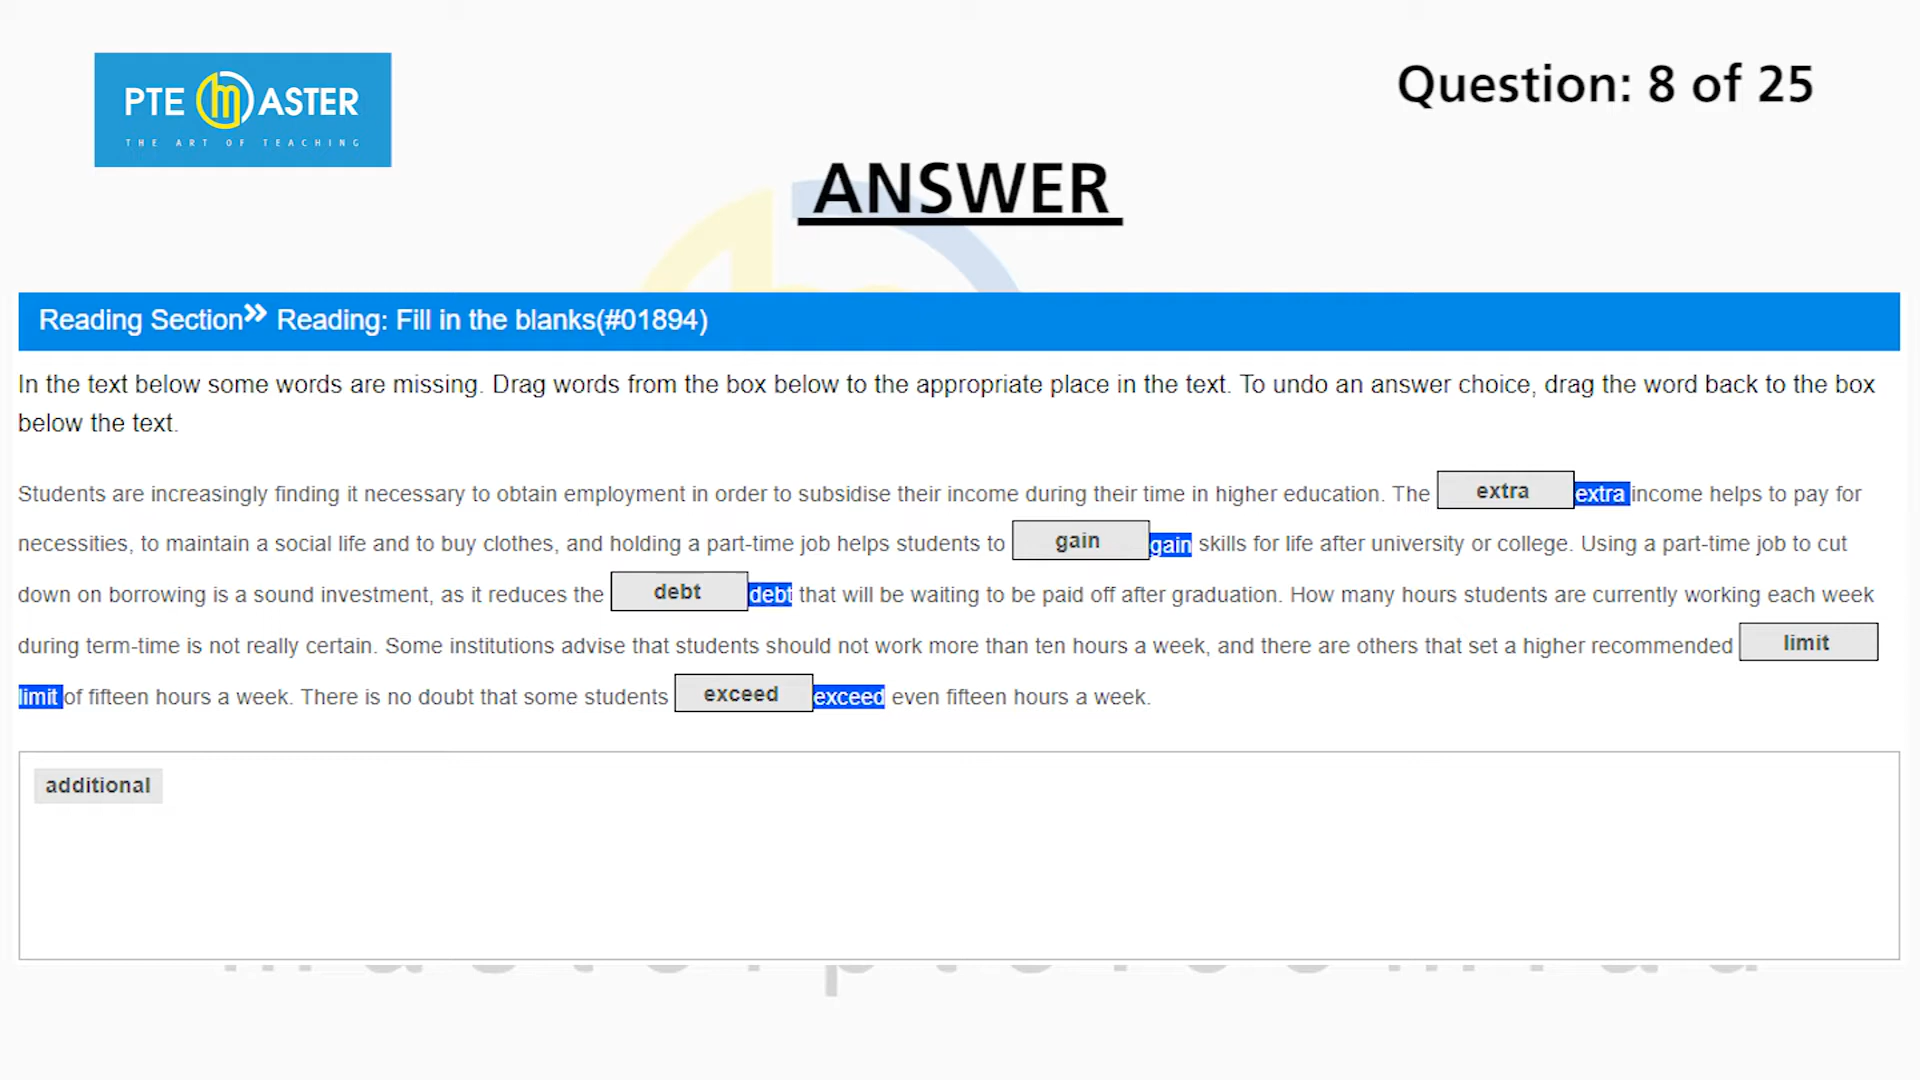 PTE MASTER
THE ART OF TEACHING
Question: 8 of 25
ANSWER
Reading Section» Reading: Fill in the blanks(#01894)
In the text below some words are missing. Drag words from the box below to the appropriate place in the text. To undo an answer choice, drag the word back to the box
below the text.
Students are increasingly finding it necessary to obtain employment in order to subsidise their income during their time in higher education. The extra extra income helps to pay for
necessities, to maintain a social life and to buy clothes, and holding a part-time job helps students to gain gain skills for life after university or college. Using a part-time job to cut
down on borrowing is a sound investment, as it reduces the debt debt that will be waiting to be paid off after graduation. How many hours students are currently working each week
during term-time is not really certain. Some institutions advise that students should not work more than ten hours a week, and there are others that set a higher recommended limit
limit of fifteen hours a week. There is no doubt that some students exceed exceed even fifteen hours a week.
additional